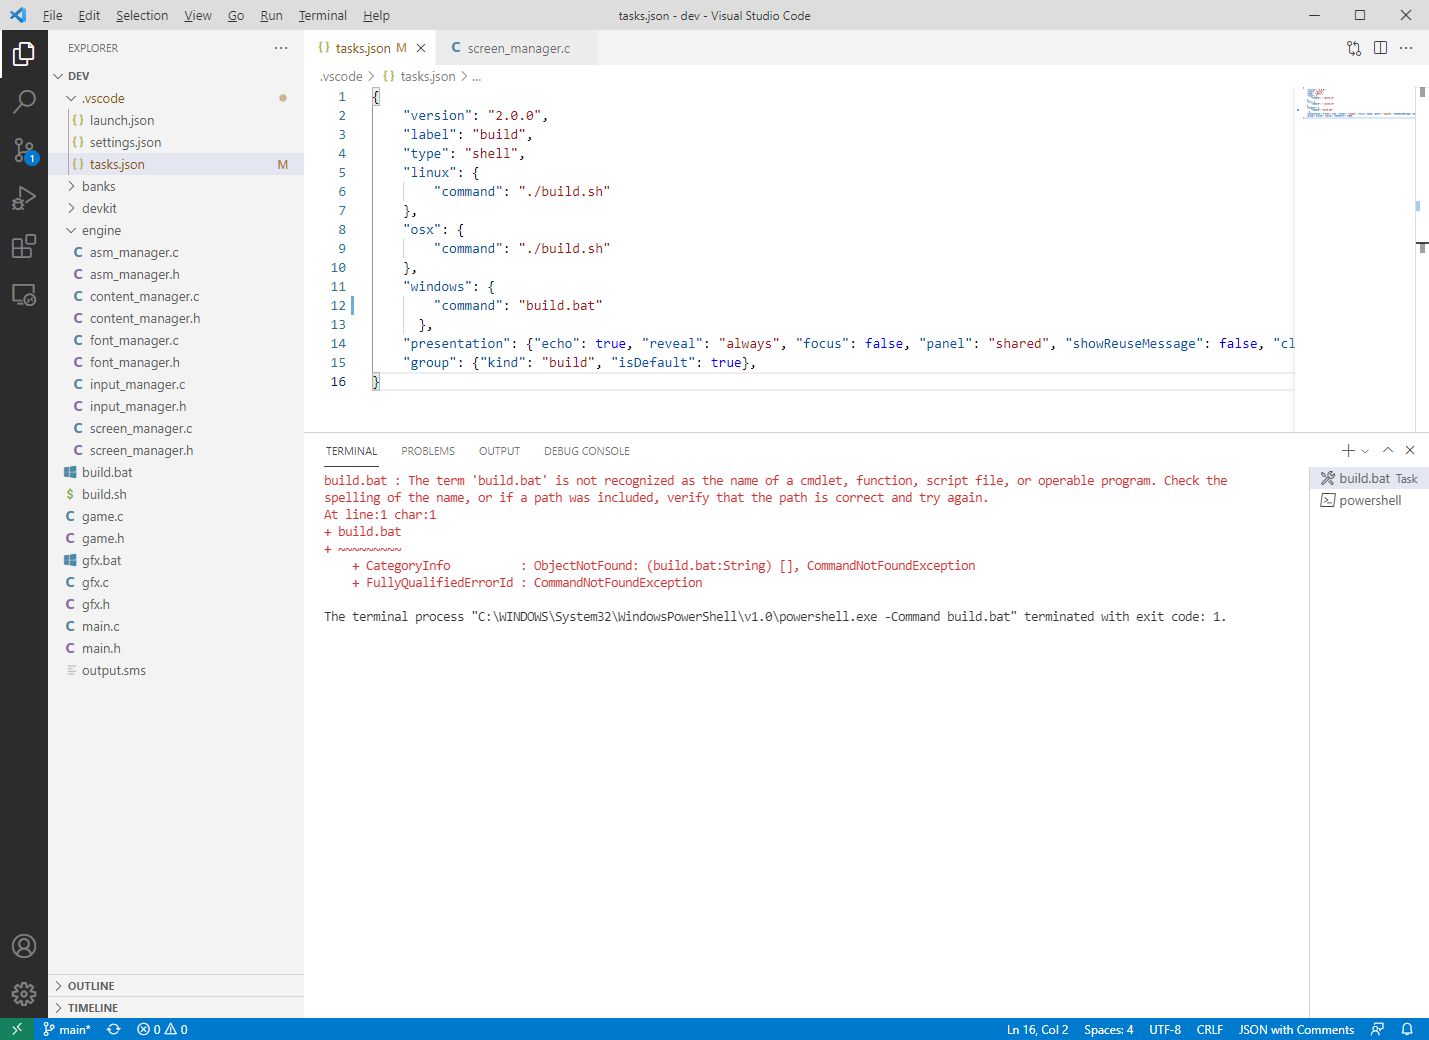 File Edit Selection View Go Run Terminal Help
tasks.json - dev - Visual Studio Code
EXPLORER
DEV
.vscode
launch.json
settings.json
tasks.json M
banks
devkit
engine
asm_manager.c
asm_manager.h
content_manager.c
content_manager.h
font_manager.c
font_manager.h
input_manager.c
input_manager.h
screen_manager.c
screen_manager.h
build.bat
build.sh
game.c
game.h
gfx.bat
gfx.c
gfx.h
main.c
main.h
output.sms
OUTLINE
TIMELINE
1
tasks.json M
screen_manager.c
.vscode > {} tasks.json > ...
1 {
2 "version": "2.0.0",
3 "label": "build",
4 "type": "shell",
5 "linux": {
6 "command": "./build.sh"
7 },
8 "osx": {
9 "command": "./build.sh"
10 },
11 "windows": {
12 "command": "build.bat"
13 },
14 "presentation": {"echo": true, "reveal": "always", "focus": false, "panel": "shared", "showReuseMessage": false, "cl
15 "group": {"kind": "build", "isDefault": true},
16 }
TERMINAL PROBLEMS OUTPUT DEBUG CONSOLE
build.bat : The term 'build.bat' is not recognized as the name of a cmdlet, function, script file, or operable program. Check the
spelling of the name, or if a path was included, verify that the path is correct and try again.
At line:1 char:1
+ build.bat
+ ~~~~~~~~~
+ CategoryInfo : ObjectNotFound: (build.bat:String) [], CommandNotFoundException
+ FullyQualifiedErrorId : CommandNotFoundException
The terminal process "C:\WINDOWS\System32\WindowsPowerShell\v1.0\powershell.exe -Command build.bat" terminated with exit code: 1.
build.bat Task
powershell
main* 0 0
Ln 16, Col 2 Spaces: 4 UTF-8 CRLF JSON with Comments